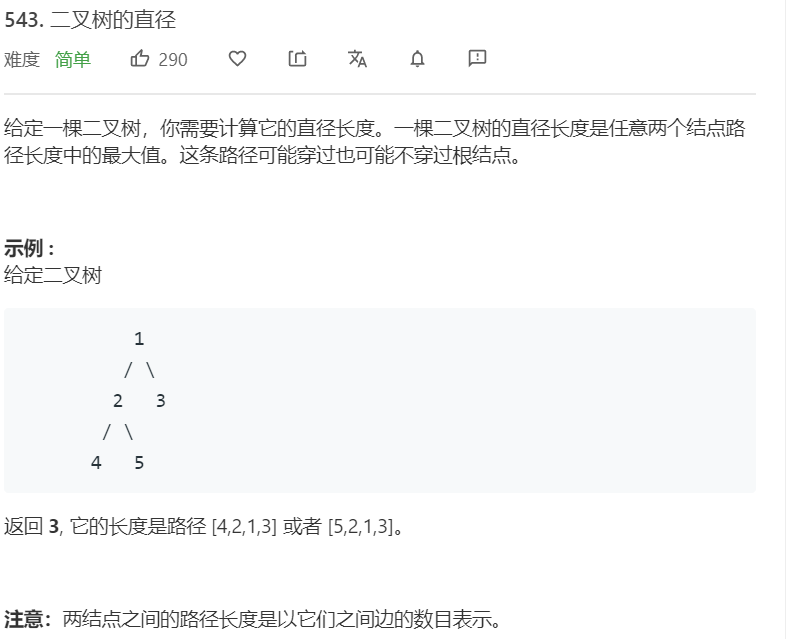 543. 二叉树的直径
难度 简单 290
给定一棵二叉树，你需要计算它的直径长度。一棵二叉树的直径长度是任意两个结点路
径长度中的最大值。这条路径可能穿过也可能不穿过根结点。
示例 :
给定二叉树
1
/ \
2 3
/ \
4 5
返回 3, 它的长度是路径 [4,2,1,3] 或者 [5,2,1,3]。
注意：两结点之间的路径长度是以它们之间边的数目表示。